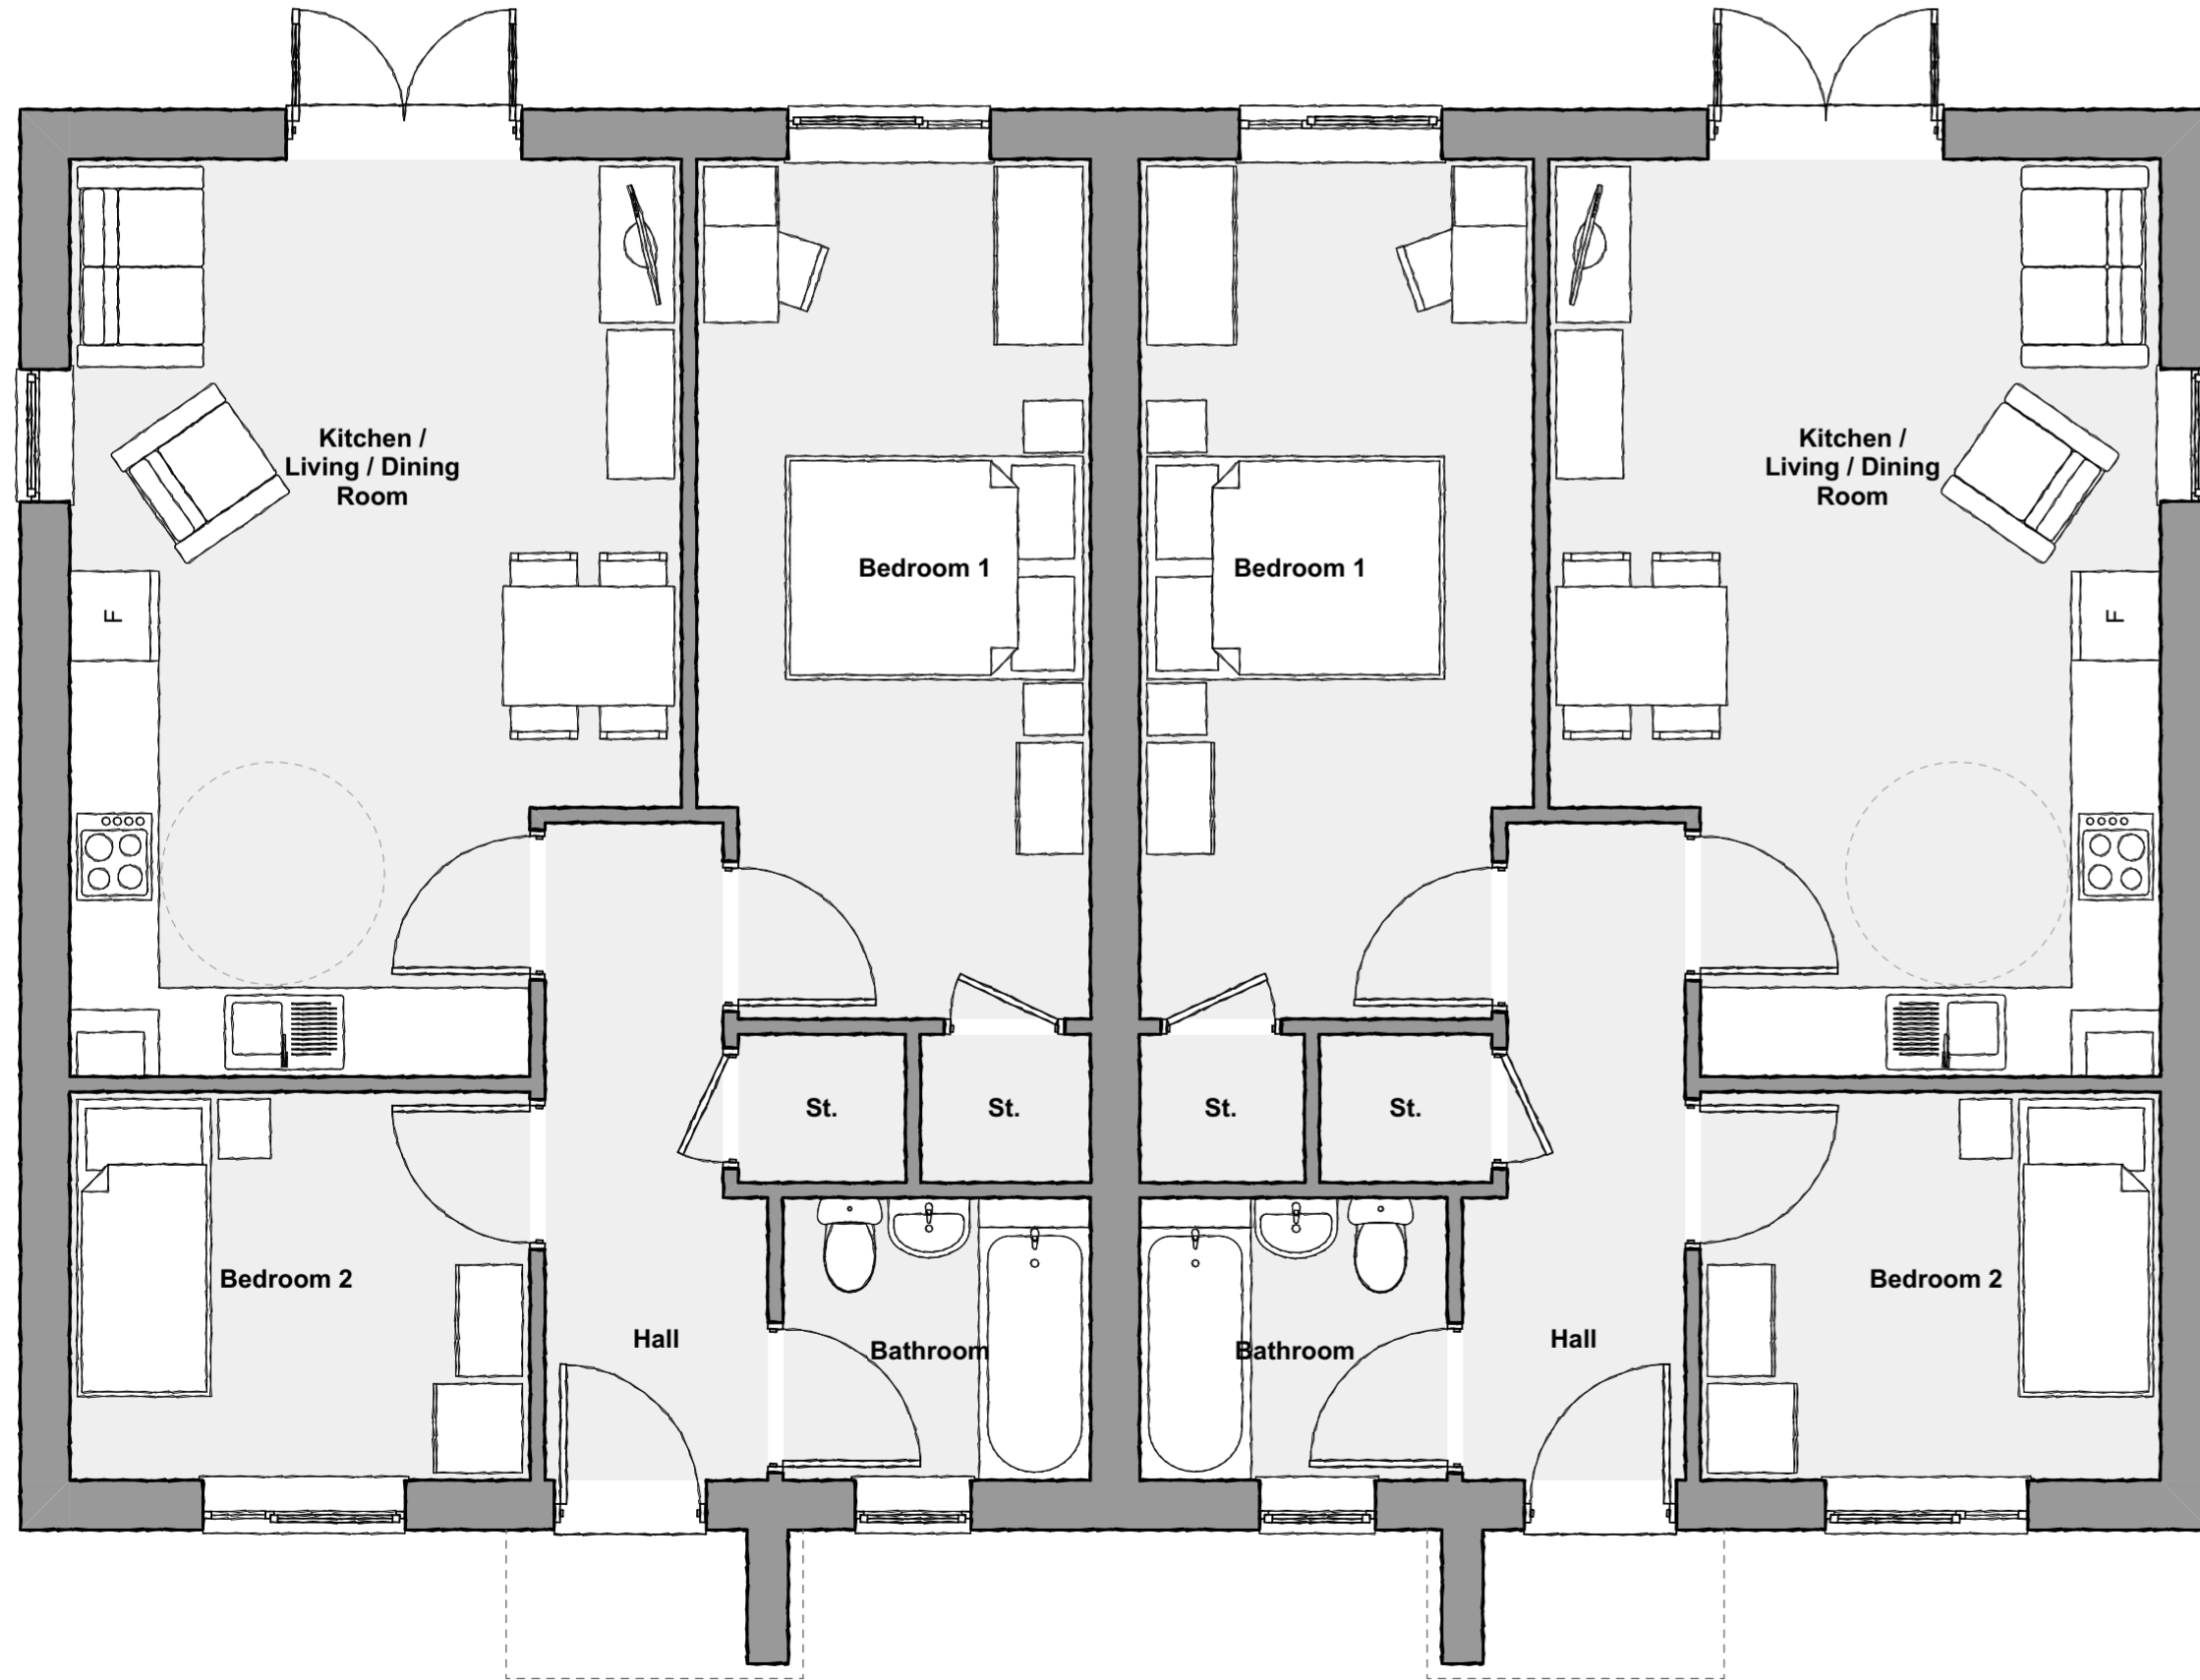 Kitchen /
Living / Dining
Room
Kitchen /
Living / Dining
Room
Bedroom 1
Bedroom 1
F
F
St.
St.
St.
St.
Bedroom 2
Bedroom 2
Hall
Bathroom
Bathroom
Hall